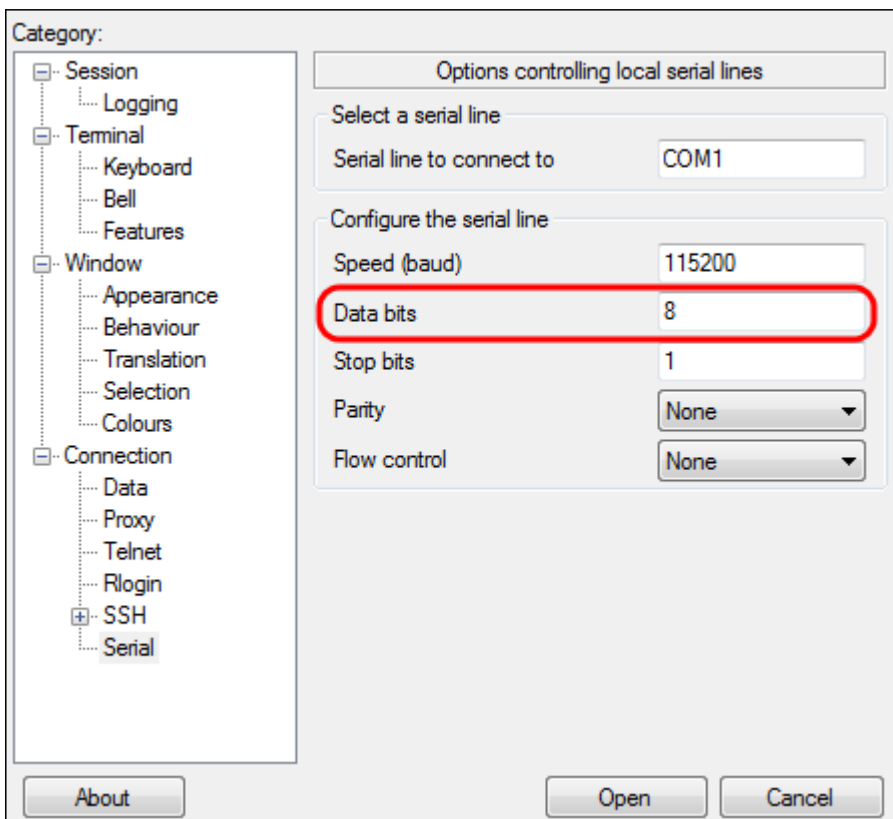 Category:
Session
Logging
Terminal
Keyboard
Bell
Features
Window
Appearance
Behaviour
Translation
Selection
Colours
Connection
Data
Proxy
Telnet
Rlogin
SSH
Serial
Options controlling local serial lines
Select a serial line
Serial line to connect to COM1
Configure the serial line
Speed (baud) 115200
Data bits 8
Stop bits 1
Parity None
Flow control None
About Open Cancel